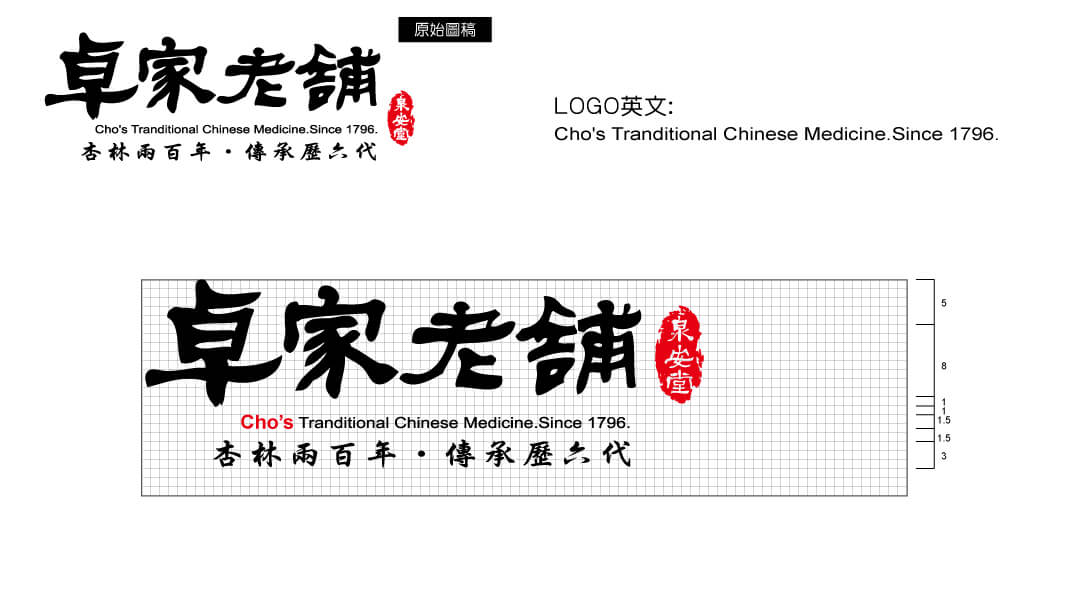 原始圖稿
卓家老舖
泉安堂
Cho's Tranditional Chinese Medicine.Since 1796.
杏林兩百年・傳承歷六代
LOGO英文:
Cho's Tranditional Chinese Medicine.Since 1796.
卓家老舖
泉安堂
Cho’s Tranditional Chinese Medicine.Since 1796.
杏林兩百年・傳承歷六代
5
8
1
1
1.5
1.5
3